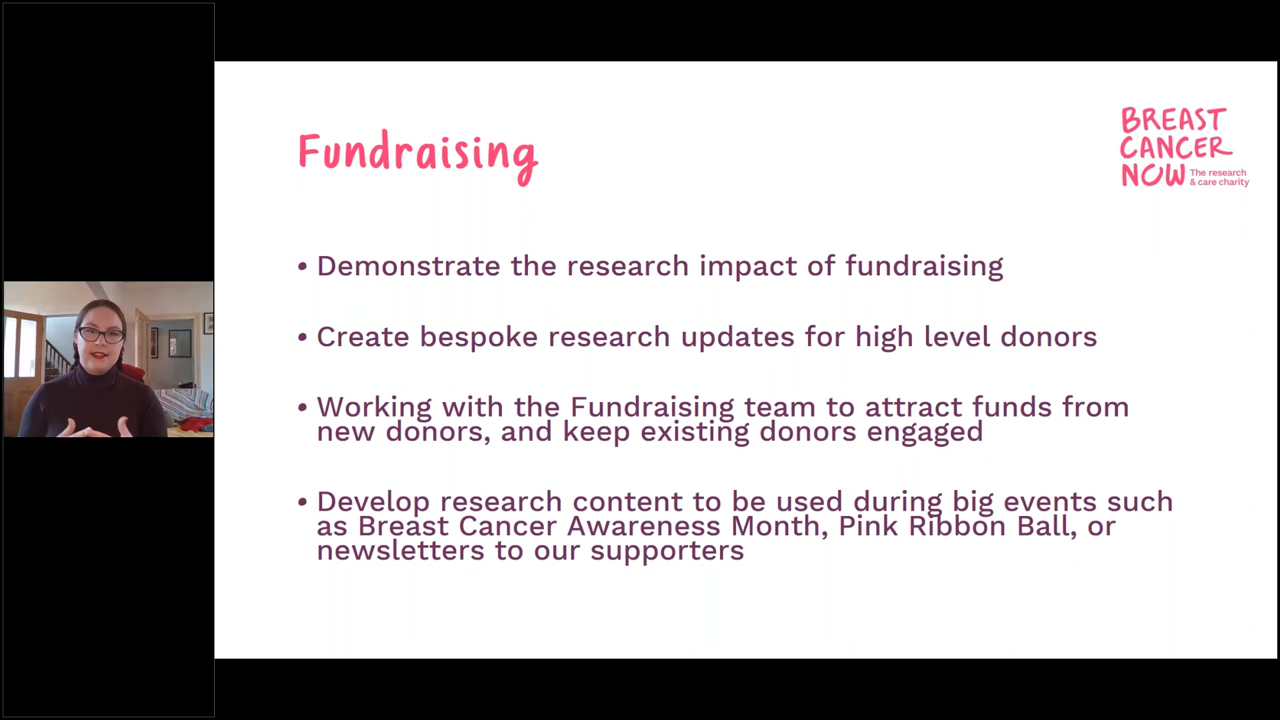 Fundraising
BREAST
CANCER
NOW The research
& care charity
• Demonstrate the research impact of fundraising
• Create bespoke research updates for high level donors
• Working with the Fundraising team to attract funds from
new donors, and keep existing donors engaged
• Develop research content to be used during big events such
as Breast Cancer Awareness Month, Pink Ribbon Ball, or
newsletters to our supporters